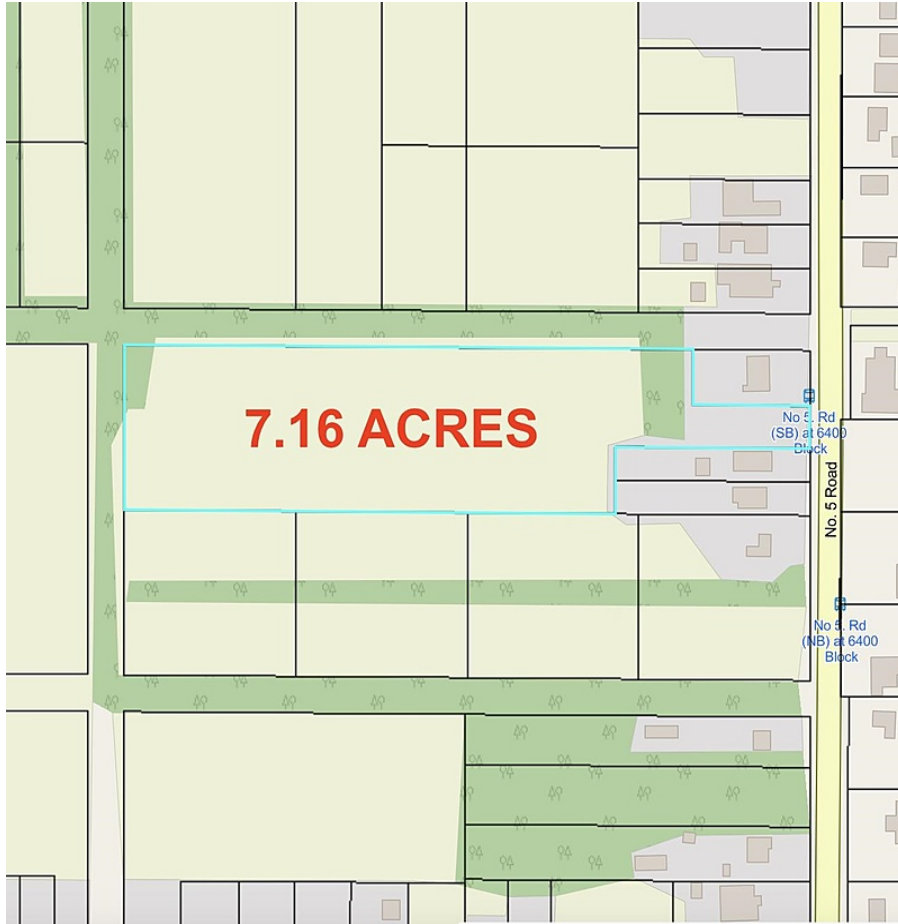 7.16 ACRES
No 5. Rd
(SB) at 6400
Block
No. 5 Road
No 5. Rd
(NB) at 6400
Block